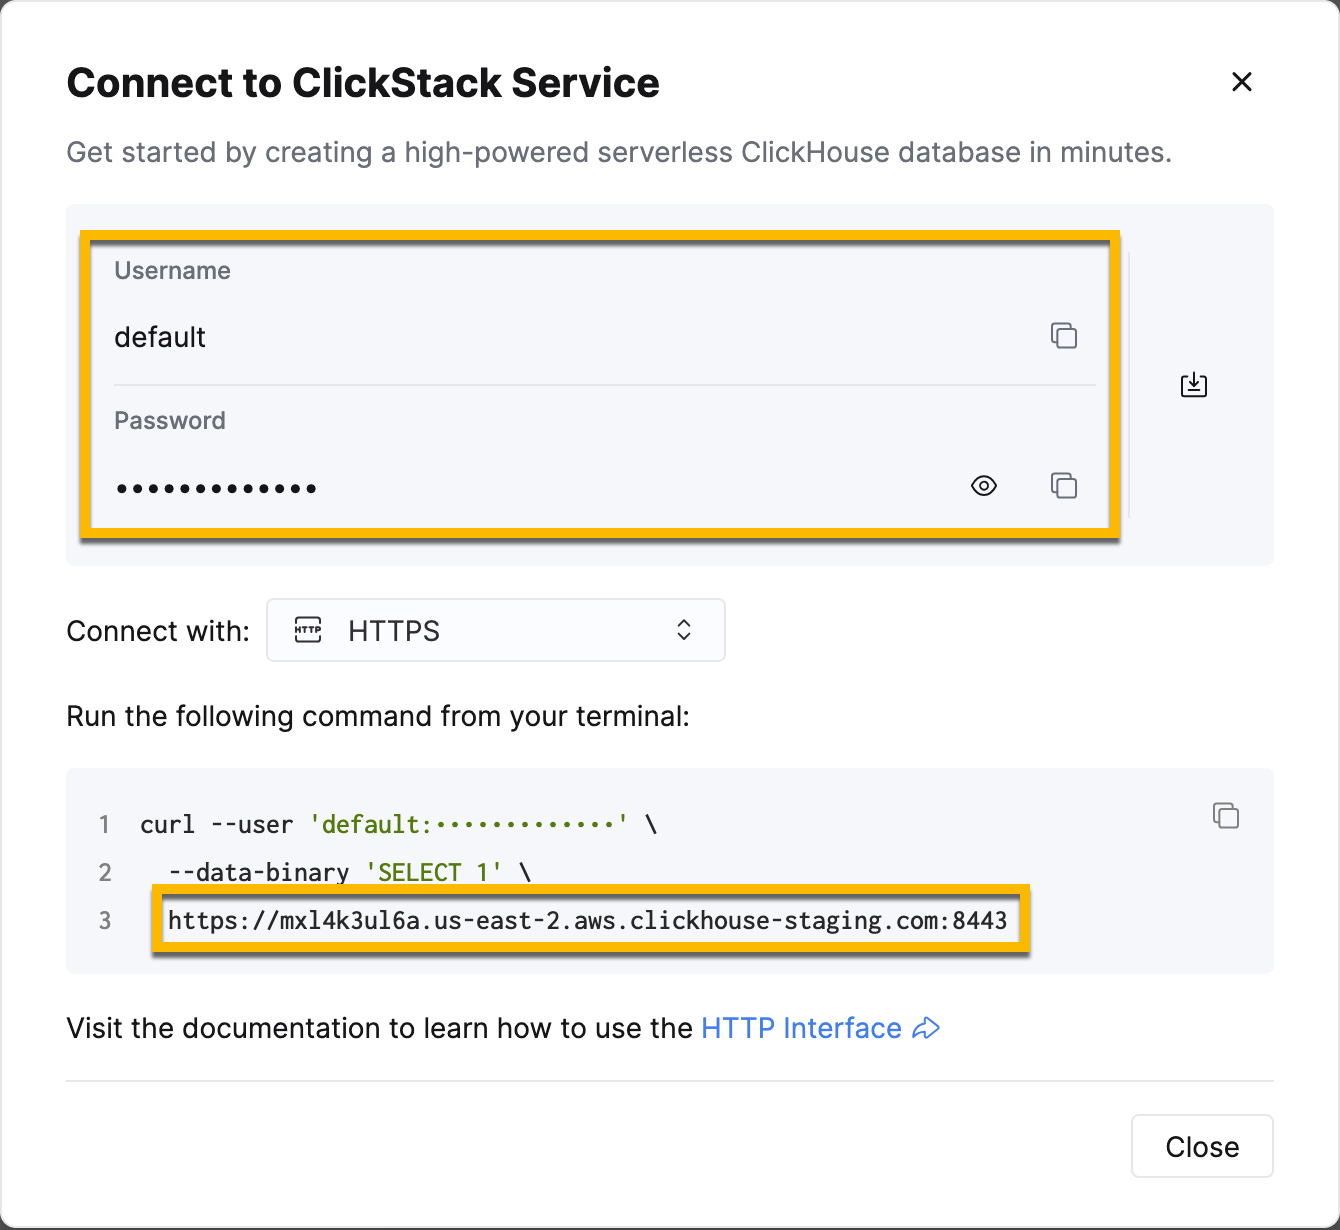 Connect to ClickStack Service
Get started by creating a high-powered serverless ClickHouse database in minutes.
Username
default
Password
•••••••••••••
Connect with: HTTP HTTPS
Run the following command from your terminal:
1 curl --user 'default:•••••••••••••' \
2 --data-binary 'SELECT 1' \
3 https://mxl4k3ul6a.us-east-2.aws.clickhouse-staging.com:8443
Visit the documentation to learn how to use the HTTP Interface
Close